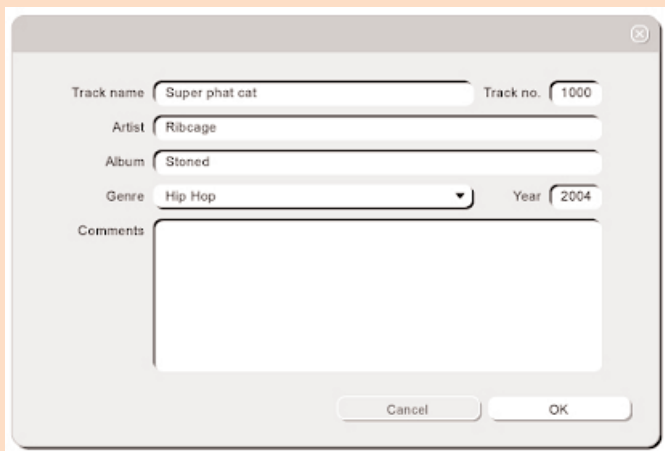 Track name Super phat cat Track no. 1000
Artist Ribcage
Album Stoned
Genre Hip Hop Year 2004
Comments
Cancel OK